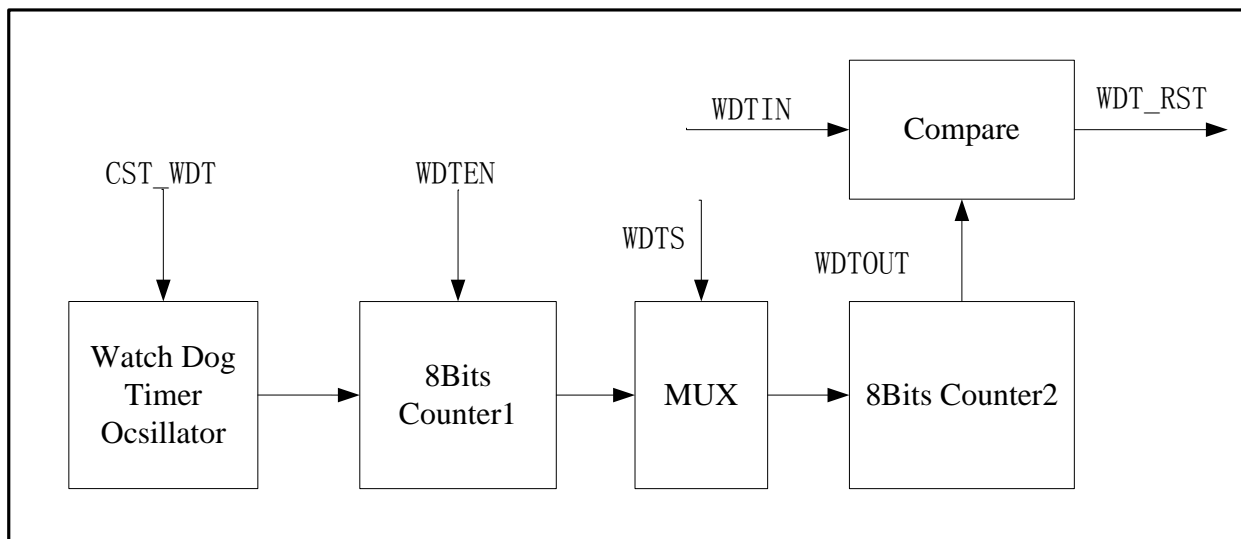 WDTIN
Compare
WDT_RST
CST_WDT
WDTEN
WDTS
WDTOUT
Watch Dog
Timer
Ocsillator
8Bits
Counter1
MUX
8Bits Counter2